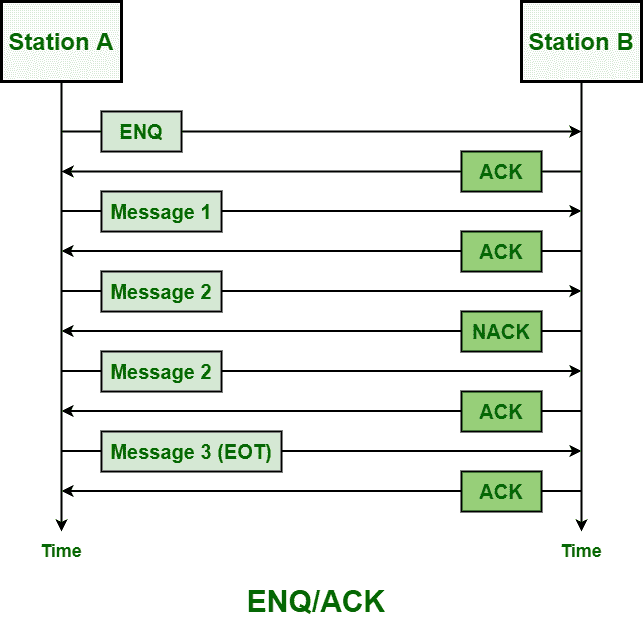 Station A
Station B
ENQ
ACK
Message 1
ACK
Message 2
NACK
Message 2
ACK
Message 3 (EOT)
ACK
Time
Time
ENQ/ACK